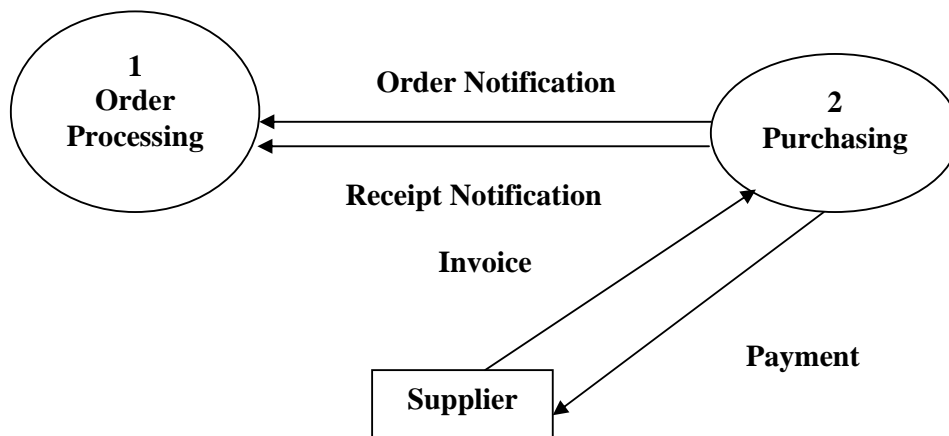 1
Order
Processing
Order Notification
2
Purchasing
Receipt Notification
Invoice
Payment
Supplier